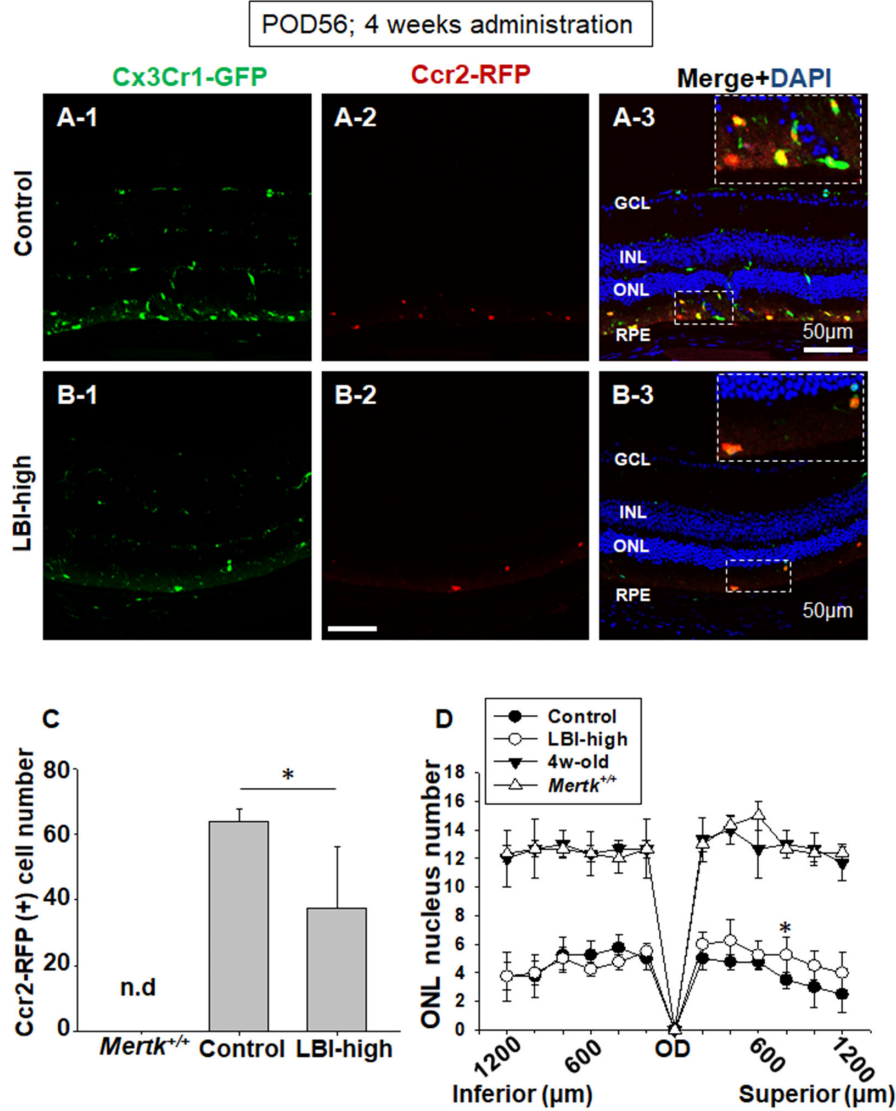 POD56; 4 weeks administration
Cx3Cr1-GFP Ccr2-RFP Merge+DAPI
Control
A-1 A-2 A-3
GCL
INL
ONL
RPE
50μm
LBI-high
B-1 B-2 B-3
GCL
INL
ONL
RPE
50μm
C
Ccr2-RFP (+) cell number
80
60
40
20
0
*
n.d
Mertk+/+ Control LBI-high
D
Control
LBI-high
4w-old
Mertk+/+
ONL nucleus number
18
16
14
12
10
8
6
4
2
0
*
1200 600 OD 600 1200
Inferior (μm) Superior (μm)